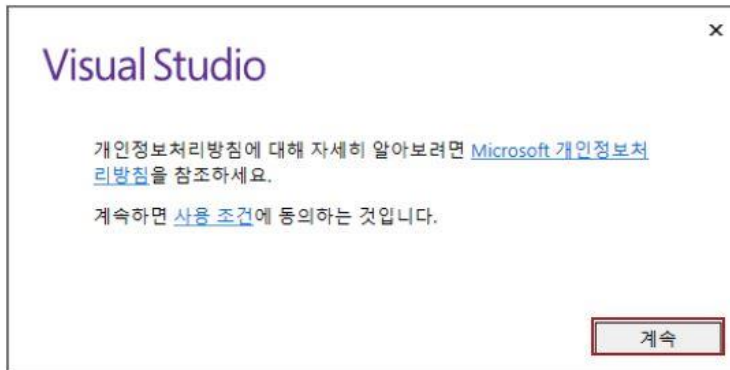 Visual Studio
개인정보처리방침에 대해 자세히 알아보려면 Microsoft 개인정보처
리방침을 참조하세요.
계속하면 사용 조건에 동의하는 것입니다.
계속